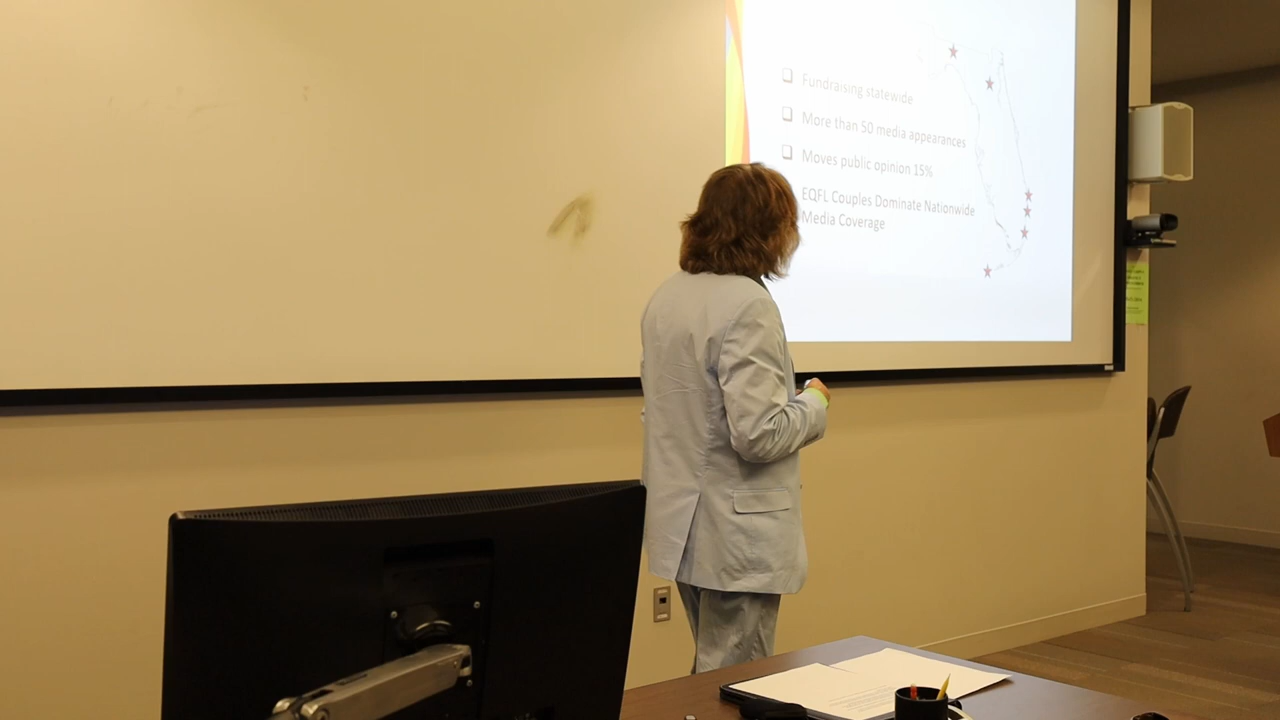 Fundraising statewide
More than 50 media appearances
Moves public opinion 15%
EQFL Couples Dominate Nationwide
Media Coverage